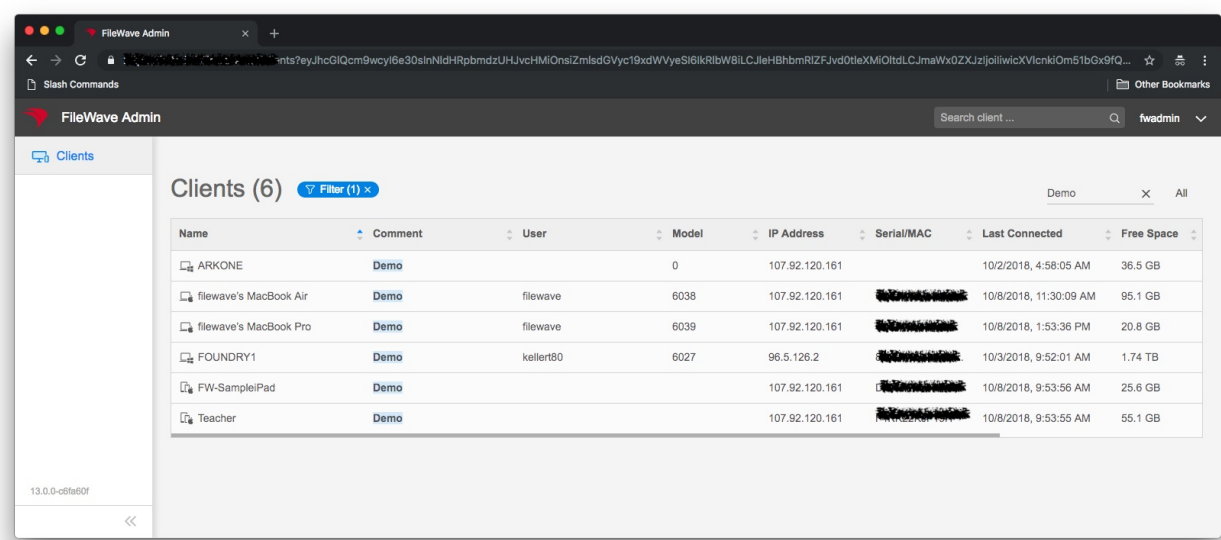 FileWave Admin
Slash Commands
Other Bookmarks
FileWave Admin
Search client ...
fwadmin
Clients
Clients (6)
Filter (1) ×
Demo
All
Name Comment User Model IP Address Serial/MAC Last Connected Free Space
ARKONE Demo 0 107.92.120.161 10/2/2018, 4:58:05 AM 36.5 GB
filewave's MacBook Air Demo filewave 6038 107.92.120.161 10/8/2018, 11:30:09 AM 95.1 GB
filewave's MacBook Pro Demo filewave 6039 107.92.120.161 10/8/2018, 1:53:36 PM 20.8 GB
FOUNDRY1 Demo kellert80 6027 96.5.126.2 10/3/2018, 9:52:01 AM 1.74 TB
FW-SampleiPad Demo 107.92.120.161 10/8/2018, 9:53:56 AM 25.6 GB
Teacher Demo 107.92.120.161 10/8/2018, 9:53:55 AM 55.1 GB
13.0.0-c6fa60f